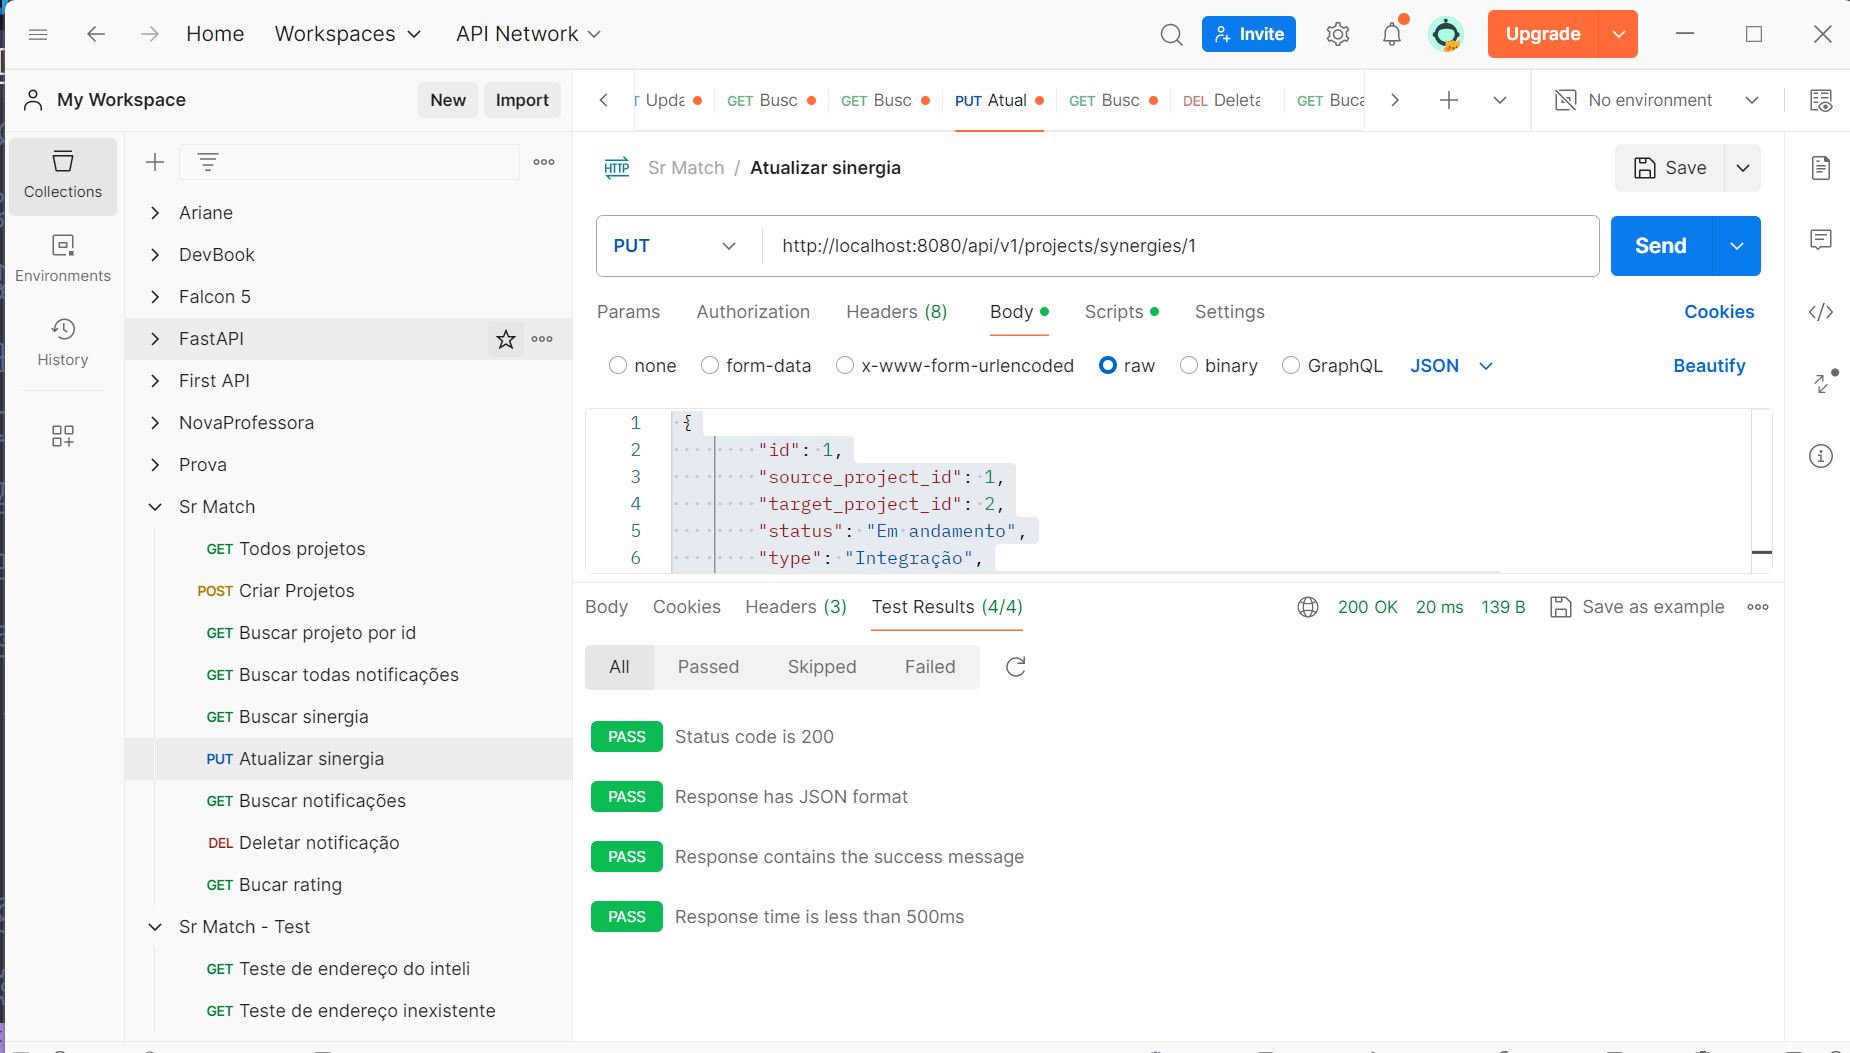 Home Workspaces API Network Invite Upgrade
My Workspace New Import
Upda GET Busc GET Busc PUT Atual GET Busc DEL Deleta GET Buca No environment
Collections
Environments
History
Ariane
DevBook
Falcon 5
FastAPI
First API
NovaProfessora
Prova
Sr Match
GET Todos projetos
POST Criar Projetos
GET Buscar projeto por id
GET Buscar todas notificações
GET Buscar sinergia
PUT Atualizar sinergia
GET Buscar notificações
DEL Deletar notificação
GET Bucar rating
Sr Match - Test
GET Teste de endereço do inteli
GET Teste de endereço inexistente
HTTP Sr Match / Atualizar sinergia Save
PUT http://localhost:8080/api/v1/projects/synergies/1 Send
Params Authorization Headers (8) Body Scripts Settings Cookies
none form-data x-www-form-urlencoded raw binary GraphQL JSON Beautify
1 {
2 "id": 1,
3 "source_project_id": 1,
4 "target_project_id": 2,
5 "status": "Em andamento",
6 "type": "Integração",
Body Cookies Headers (3) Test Results (4/4) 200 OK 20 ms 139 B Save as example
All Passed Skipped Failed
PASS Status code is 200
PASS Response has JSON format
PASS Response contains the success message
PASS Response time is less than 500ms